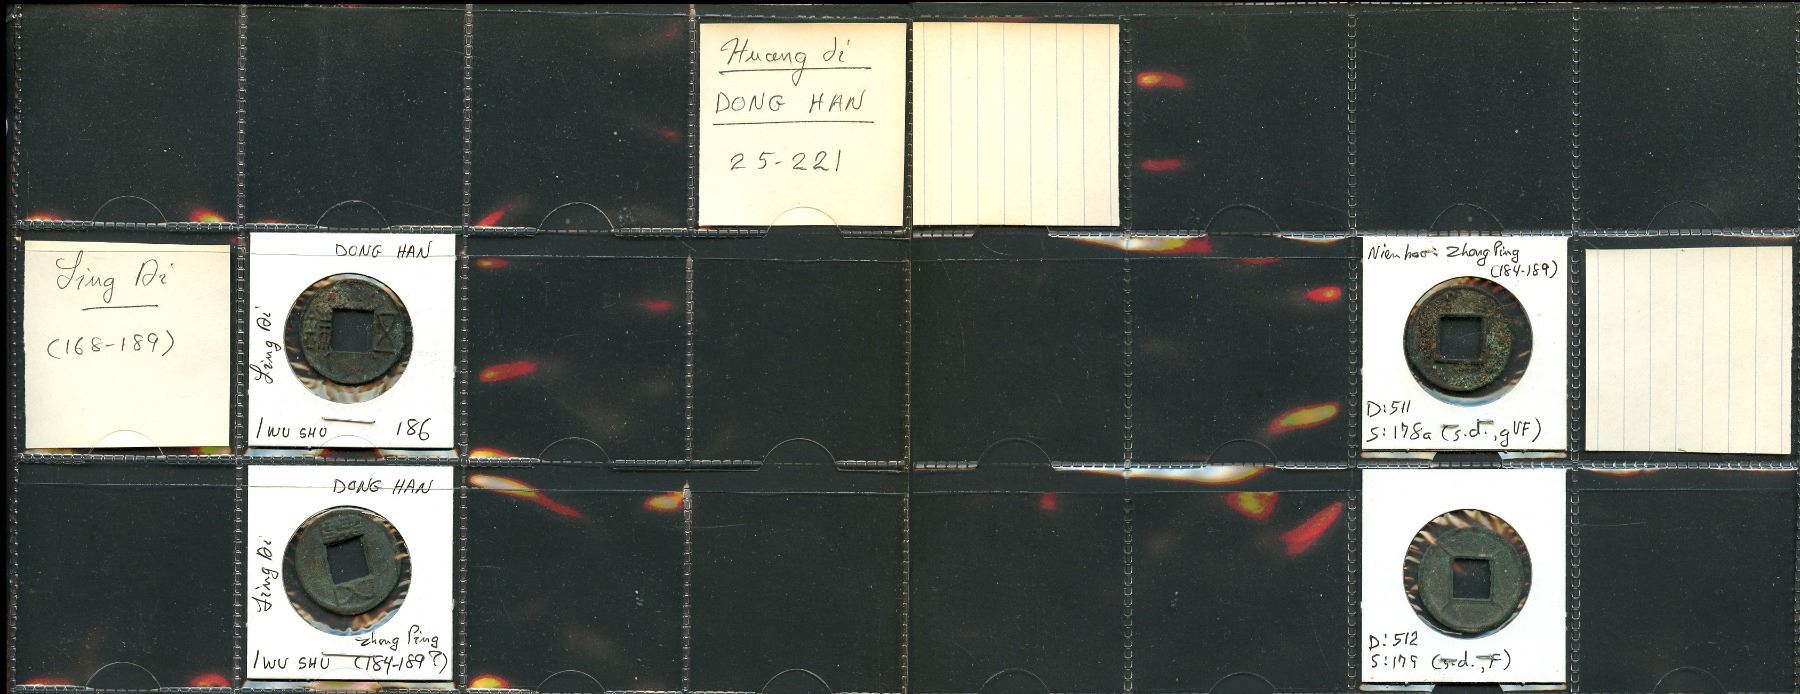 Huang di
DONG HAN
25-221
Ling Di
(168-189)
DONG HAN
Ling Di
五
1 WU SHU
186
Nien hao: Zhong Ping
(184-189)
D:511
S:178a (s.d., gVF)
DONG HAN
Ling Di
Zhong Ping
1 WU SHU (184-189?)
D:512
S:179 (s.d., F)